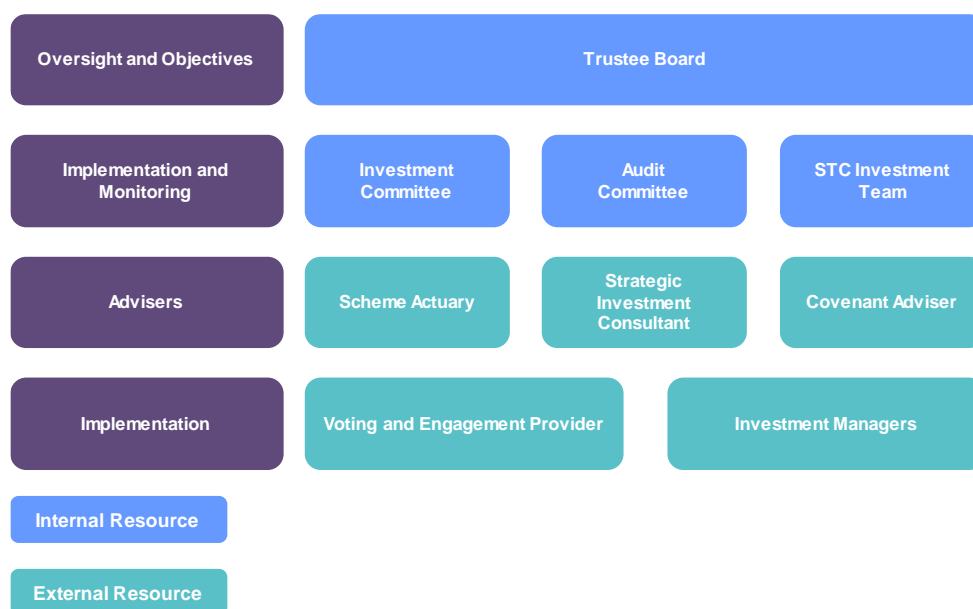 Oversight and Objectives
Trustee Board
Implementation and
Monitoring
Investment
Committee
Audit
Committee
STC Investment
Team
Advisers
Scheme Actuary
Strategic
Investment
Consultant
Covenant Adviser
Implementation
Voting and Engagement Provider
Investment Managers
Internal Resource
External Resource